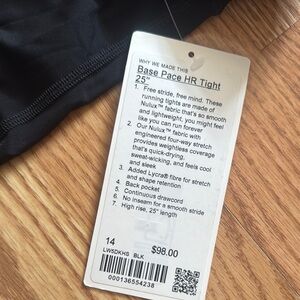 WHY WE MADE THIS
Base Pace HR Tight
25"
1. Free stride, free mind. These
running tights are made of
Nulux™ fabric that's so smooth
and lightweight, you might feel
like you can run forever
2. Our Nulux™ fabric with
engineered four-way stretch
provides weightless coverage
that's quick-drying,
sweat-wicking, and feels cool
and sleek
3. Added Lycra® fibre for stretch
and shape retention
4. Back pocket
5. Continuous drawcord
6. No inseam for a smooth stride
7. High rise, 25" length
14
$98.00
LW5DKHS BLK
000136554238